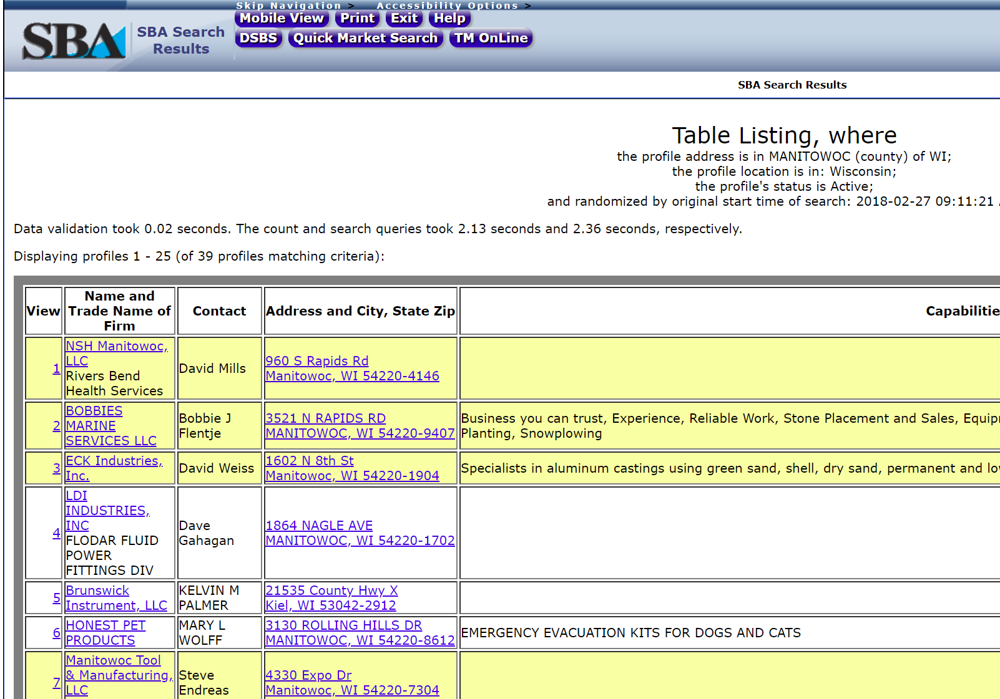 Skip Navigation > Accessibility Options >
Mobile View Print Exit Help
DSBS Quick Market Search TM OnLine
SBA
SBA Search
Results
SBA Search Results
Table Listing, where
the profile address is in MANITOWOC (county) of WI;
the profile location is in: Wisconsin;
the profile's status is Active;
and randomized by original start time of search: 2018-02-27 09:11:21
Data validation took 0.02 seconds. The count and search queries took 2.13 seconds and 2.36 seconds, respectively.
Displaying profiles 1 - 25 (of 39 profiles matching criteria):
View
Name and
Trade Name of
Firm
Contact
Address and City, State Zip
Capabilitie
1
NSH Manitowoc,
LLC
Rivers Bend
Health Services
David Mills
960 S Rapids Rd
Manitowoc, WI 54220-4146
2
BOBBIES
MARINE
SERVICES LLC
Bobbie J
Flentje
3521 N RAPIDS RD
MANITOWOC, WI 54220-9407
Business you can trust, Experience, Reliable Work, Stone Placement and Sales, Equip
Planting, Snowplowing
3
ECK Industries,
Inc.
David Weiss
1602 N 8th St
Manitowoc, WI 54220-1904
Specialists in aluminum castings using green sand, shell, dry sand, permanent and lo
4
LDI
INDUSTRIES,
INC
FLODAR FLUID
POWER
FITTINGS DIV
Dave
Gahagan
1864 NAGLE AVE
MANITOWOC, WI 54220-1702
5
Brunswick
Instrument, LLC
KELVIN M
PALMER
21535 County Hwy X
Kiel, WI 53042-2912
6
HONEST PET
PRODUCTS
MARY L
WOLFF
3130 ROLLING HILLS DR
MANITOWOC, WI 54220-8612
EMERGENCY EVACUATION KITS FOR DOGS AND CATS
7
Manitowoc Tool
& Manufacturing,
LLC
Steve
Endreas
4330 Expo Dr
Manitowoc, WI 54220-7304